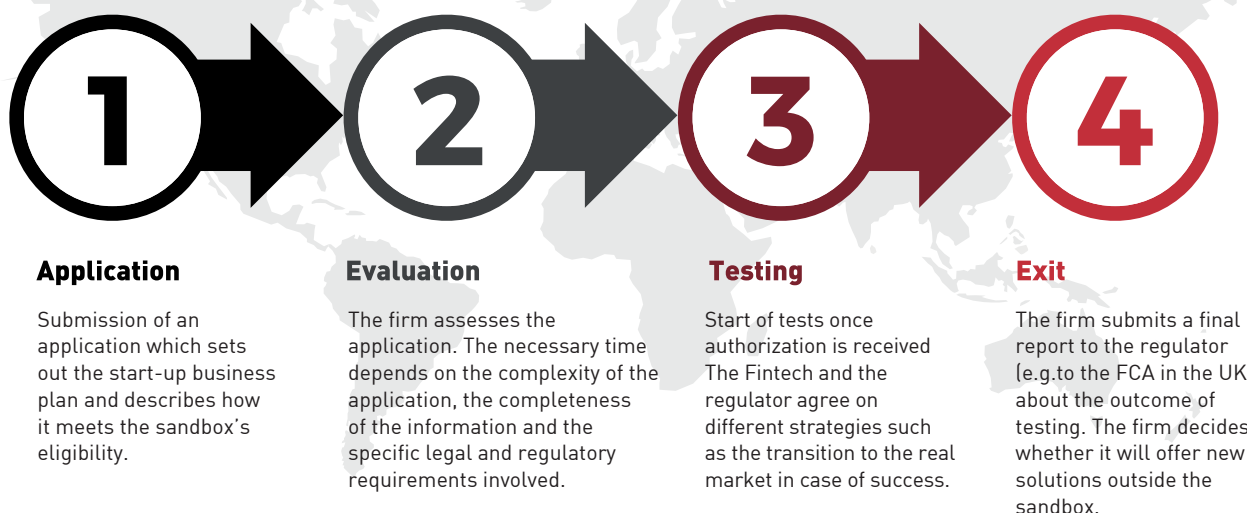 1
2
3
4
Application
Submission of an
application which sets
out the start-up business
plan and describes how
it meets the sandbox's
eligibility.
Evaluation
The firm assesses the
application. The necessary time
depends on the complexity of the
application, the completeness
of the information and the
specific legal and regulatory
requirements involved.
Testing
Start of tests once
authorization is received
The Fintech and the
regulator agree on
different strategies such
as the transition to the real
market in case of success.
Exit
The firm submits a final
report to the regulator
(e.g.to the FCA in the UK
about the outcome of
testing. The firm decides
whether it will offer new
solutions outside the
sandbox.